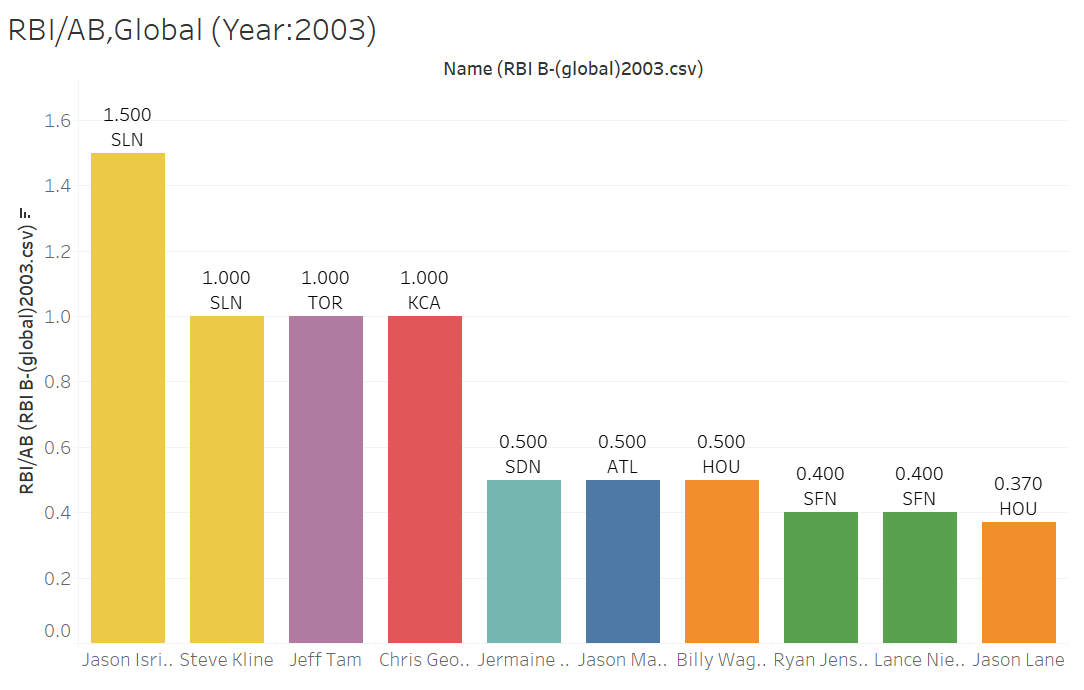 RBI/AB,Global (Year:2003)
Name (RBI B-(global)2003.csv)
RBI/AB (RBI B-(global)2003.csv)
1.6
1.4
1.2
1.0
0.8
0.6
0.4
0.2
0.0
1.500
SLN
1.000
SLN
1.000
TOR
1.000
KCA
0.500
SDN
0.500
ATL
0.500
HOU
0.400
SFN
0.400
SFN
0.370
HOU
Jason Isri.. Steve Kline Jeff Tam Chris Geo.. Jermaine .. Jason Ma.. Billy Wag.. Ryan Jens.. Lance Nie.. Jason Lane